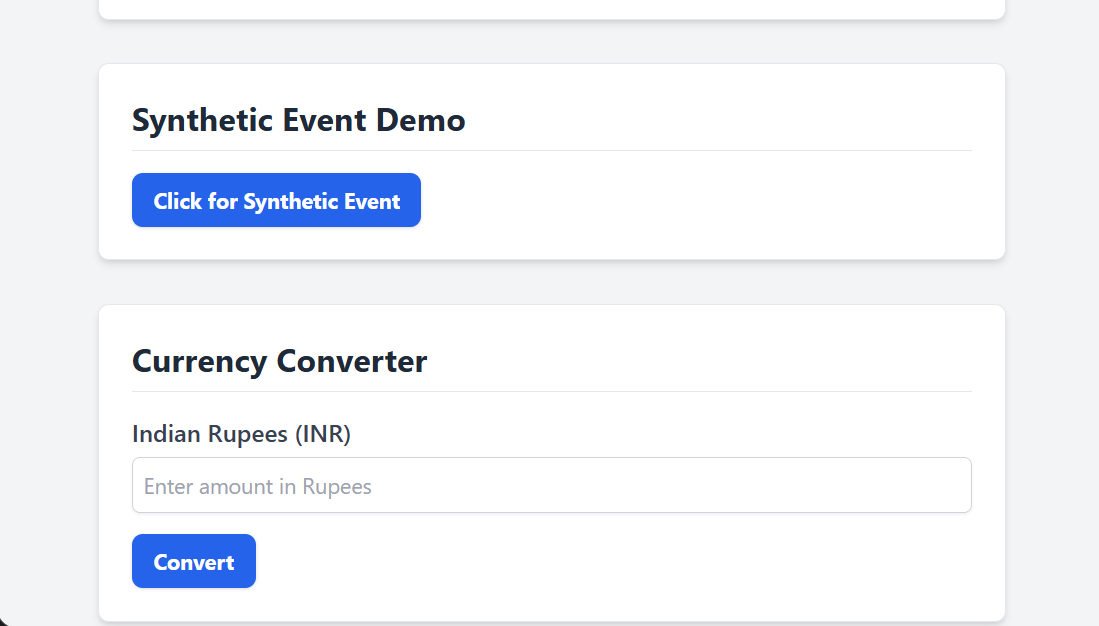 Synthetic Event Demo
Click for Synthetic Event
Currency Converter
Indian Rupees (INR)
Enter amount in Rupees
Convert